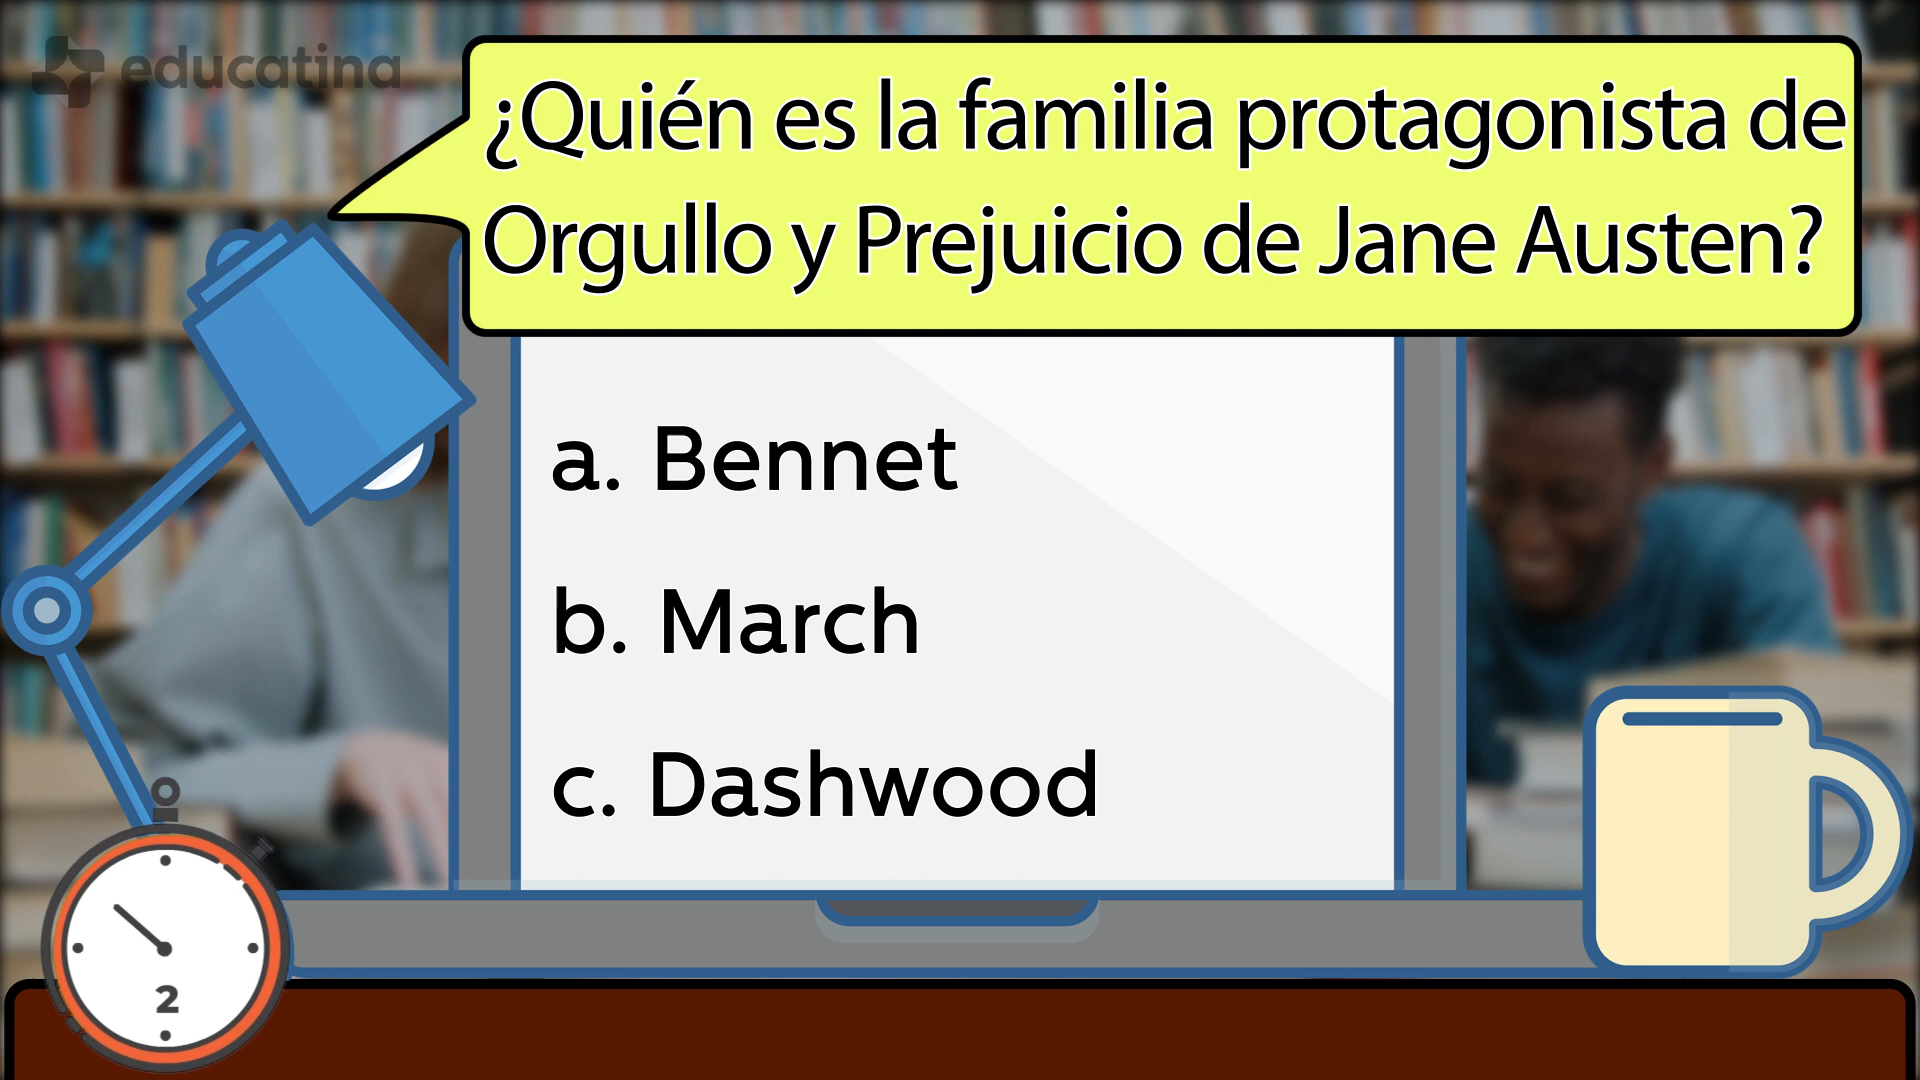 educatina
¿Quién es la familia protagonista de
Orgullo y Prejuicio de Jane Austen?
a. Bennet
b. March
c. Dashwood
2